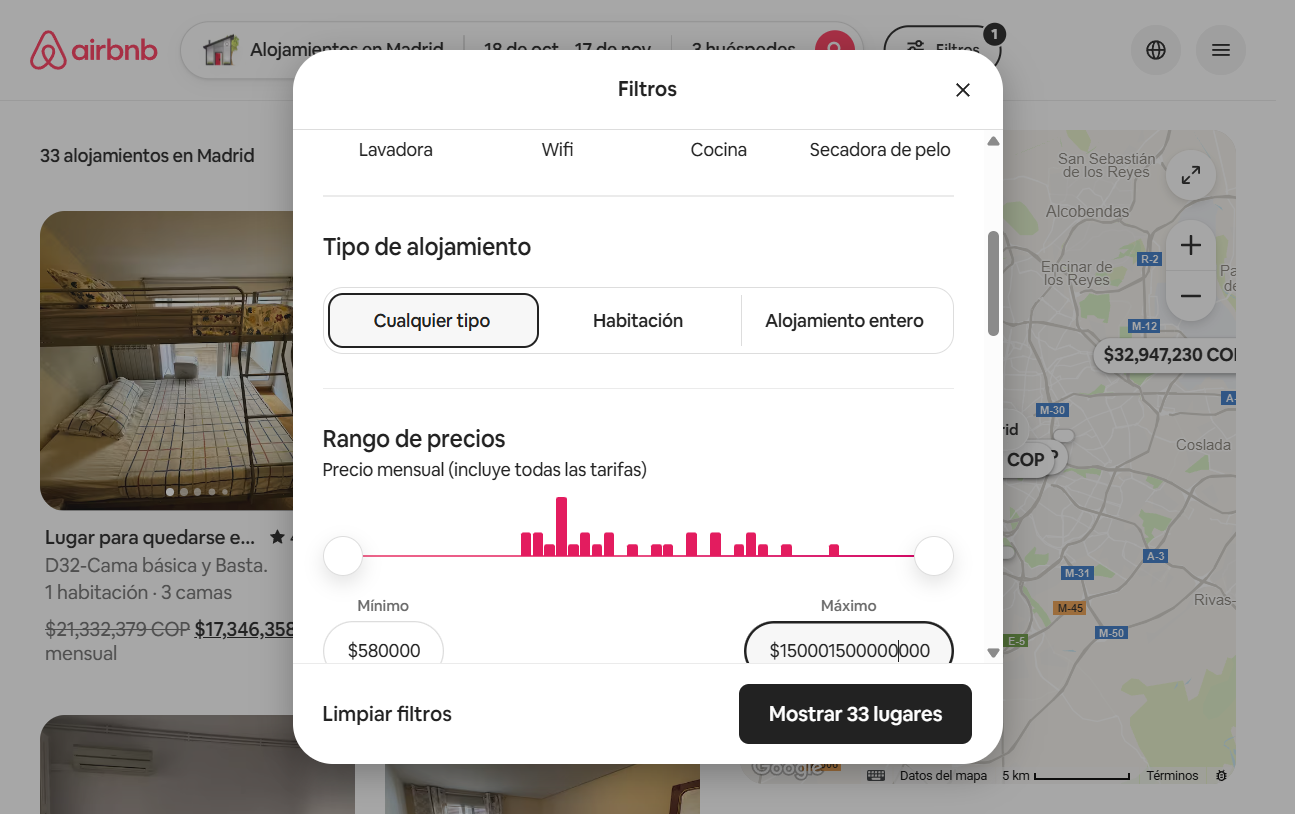 airbnb
Alojamientos en Madrid
18 de oct. - 17 de nov.
3 huéspedes
Filtros
1
33 alojamientos en Madrid
Lugar para quedarse e... ★
D32-Cama básica y Basta.
1 habitación · 3 camas
$21,332,379 COP $17,346,358
mensual
Filtros
Lavadora
Wifi
Cocina
Secadora de pelo
Tipo de alojamiento
Cualquier tipo
Habitación
Alojamiento entero
Rango de precios
Precio mensual (incluye todas las tarifas)
Mínimo
Máximo
$580000
$150001500000000
Limpiar filtros
Mostrar 33 lugares
San Sebastián
de los Reyes
Alcobendas
R-2
Encinar de
los Reyes
M-12
$32,947,230 COP
M-30
COP
Coslada
A-3
M-31
M-45
Rivas-
M-50
E-5
Google
Datos del mapa
5 km
Términos